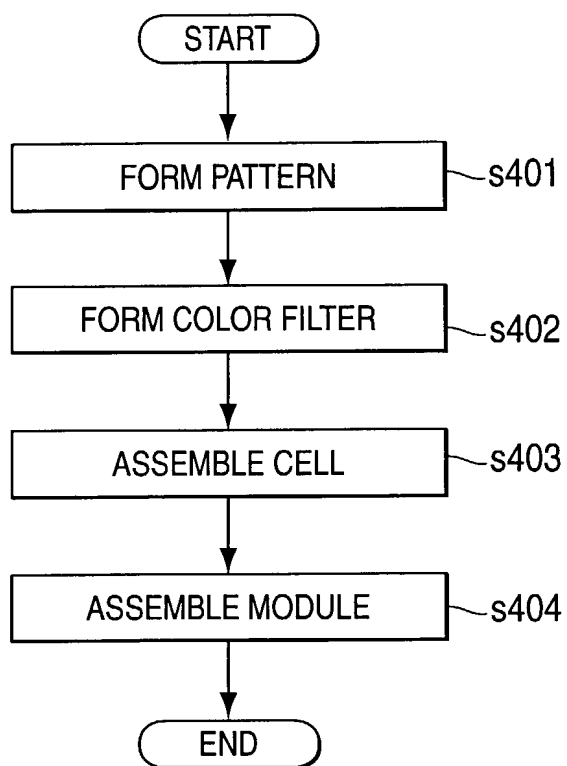 START
FORM PATTERN s401
FORM COLOR FILTER s402
ASSEMBLE CELL s403
ASSEMBLE MODULE s404
END